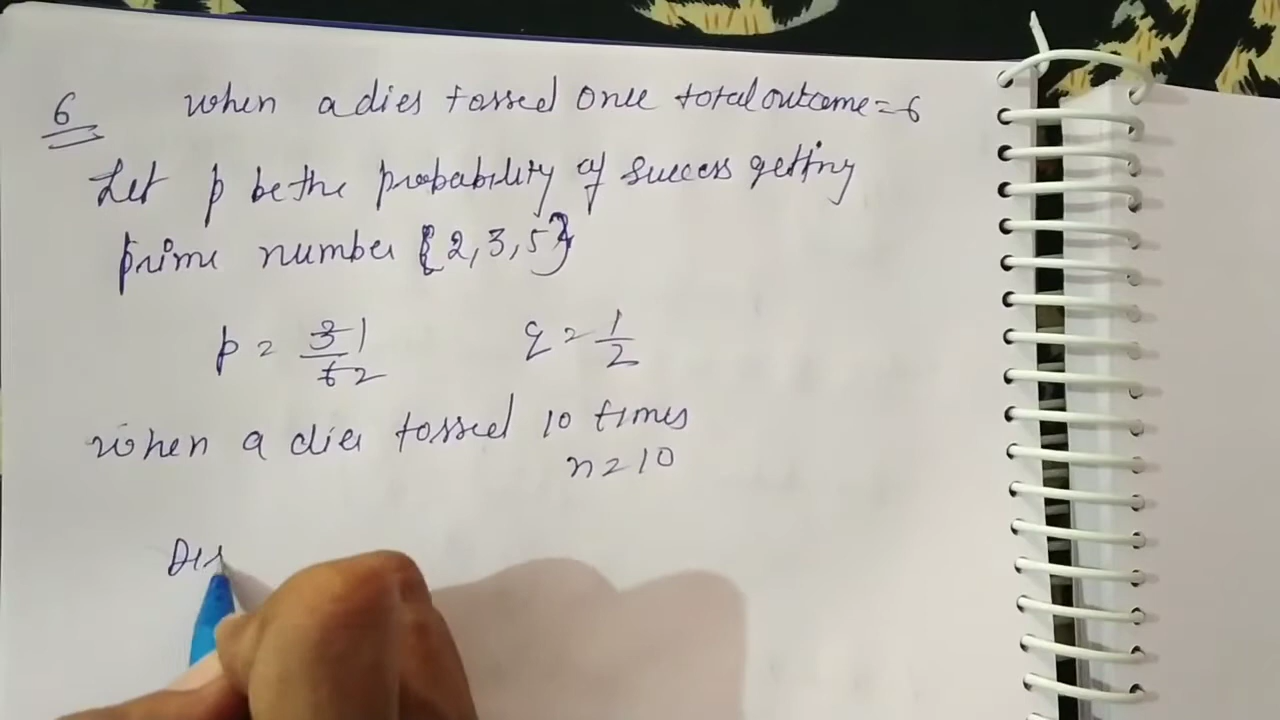 6 when a dies tossed once total outcome = 6
Let p be the probability of success getting
prime number {2, 3, 5}
p = 3/6 1/2 q = 1/2
when a dies tossed 10 times
n = 10
Dis